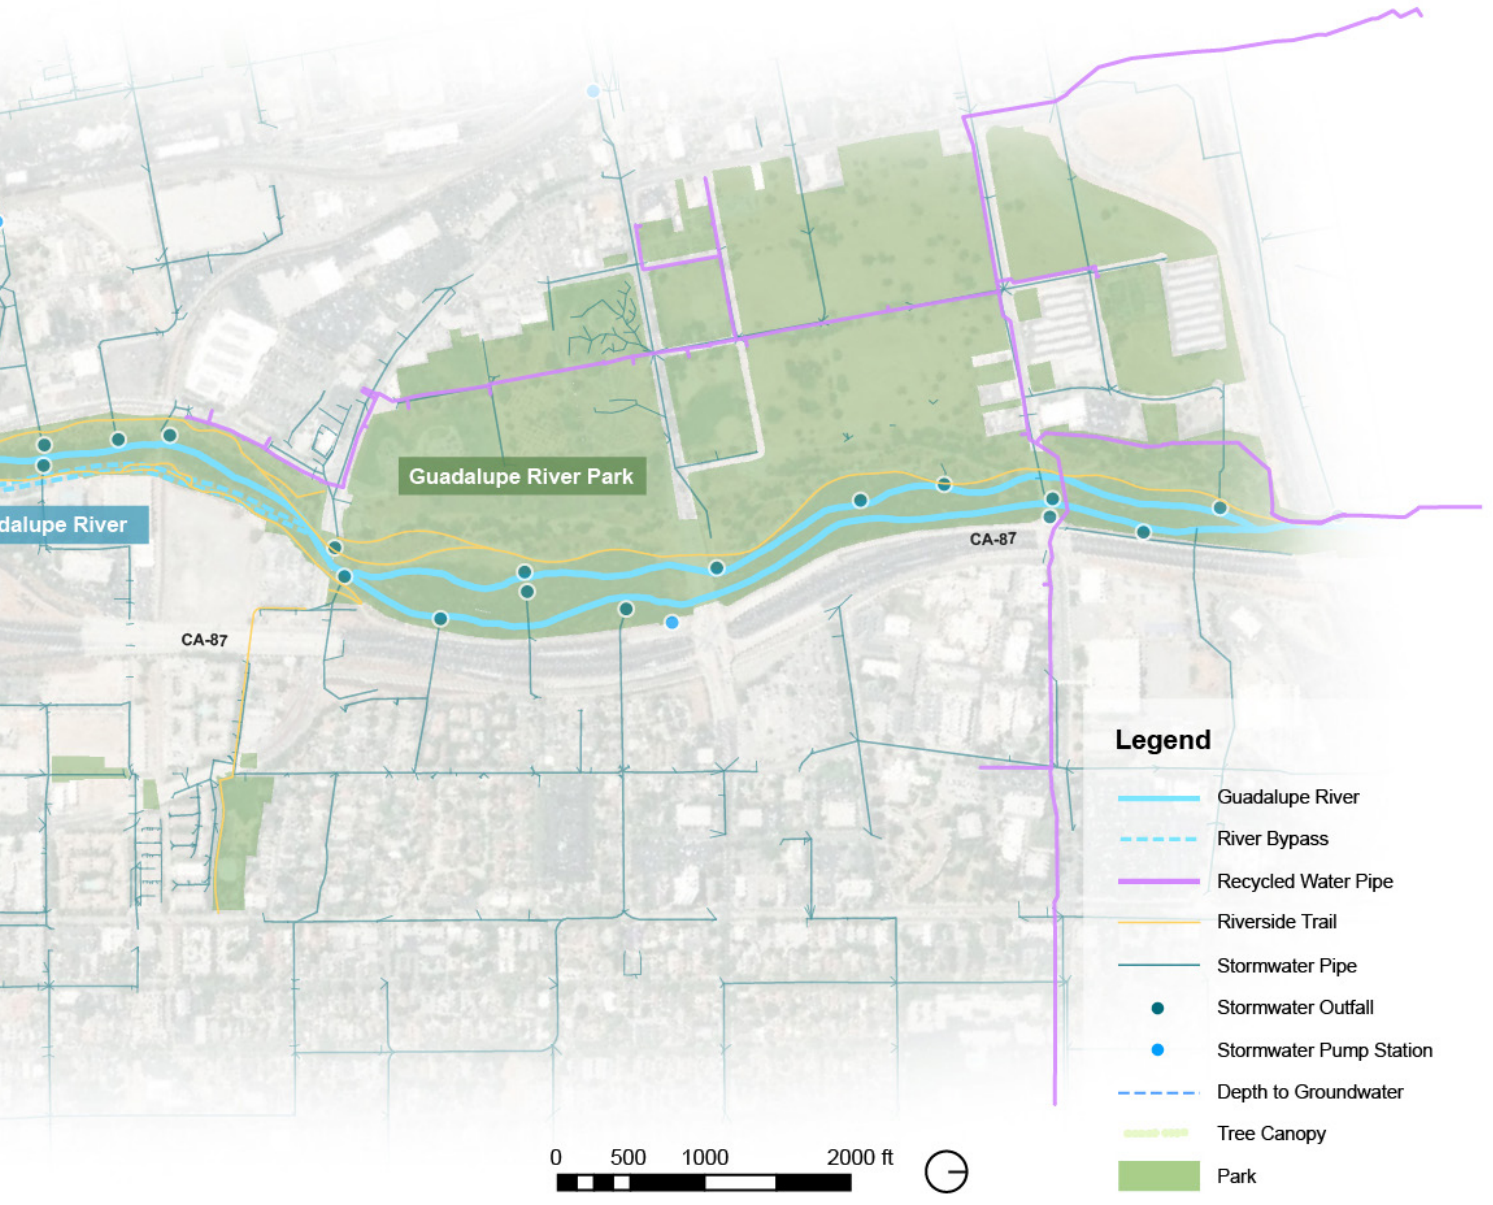 Guadalupe River Park
dalupe River
CA-87
CA-87
Legend
Guadalupe River
River Bypass
Recycled Water Pipe
Riverside Trail
Stormwater Pipe
Stormwater Outfall
Stormwater Pump Station
Depth to Groundwater
Tree Canopy
Park
0 500 1000 2000 ft